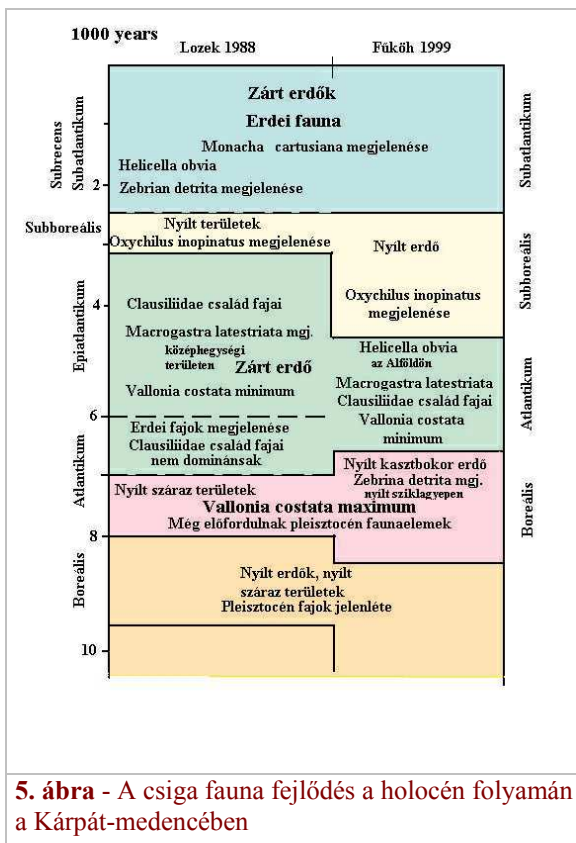 1000 years
Lozek 1988
Fűköh 1999
Zárt erdők
Erdei fauna
Monacha cartusiana megjelenése
Helicella obvia
Zebrian detrita megjelenése
Subrecens
Subatlantikum
2
Subatlantikum
Nyílt területek
Oxychilus inopinatus megjelenése
Subboreális
Nyílt erdő
Oxychilus inopinatus
megjelenése
Subboreális
4
Clausiliidae család fajai
Macrogastra latestriata mgj.
középhegységi
területen
Zárt erdő
Vallonia costata minimum
Epiatlantikum
Helicella obvia
az Alföldön
Macrogastra latestriata
Clausiliidae család fajai
Vallonia costata
minimum
Atlantikum
6
Erdei fajok megjelenése
Clausiliidae család fajai
nem dominánsak
Atlantikum
Nyílt kasztbokor erdő
Zebrina detrita mgj.
nyílt sziklagyepen
Nyílt száraz területek
Vallonia costata maximum
Még előfordulnak pleisztocén faunaelemek
Boreális
8
Boreális
Nyílt erdők, nyílt
száraz területek
Pleisztocén fajok jelenléte
10
5. ábra - A csiga fauna fejlődés a holocén folyamán
a Kárpát-medencében